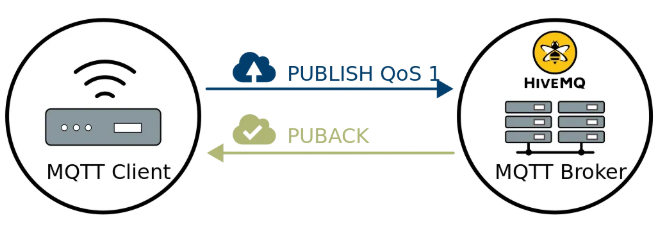 PUBLISH QoS 1
HIVEMQ
PUBACK
MQTT Client
MQTT Broker